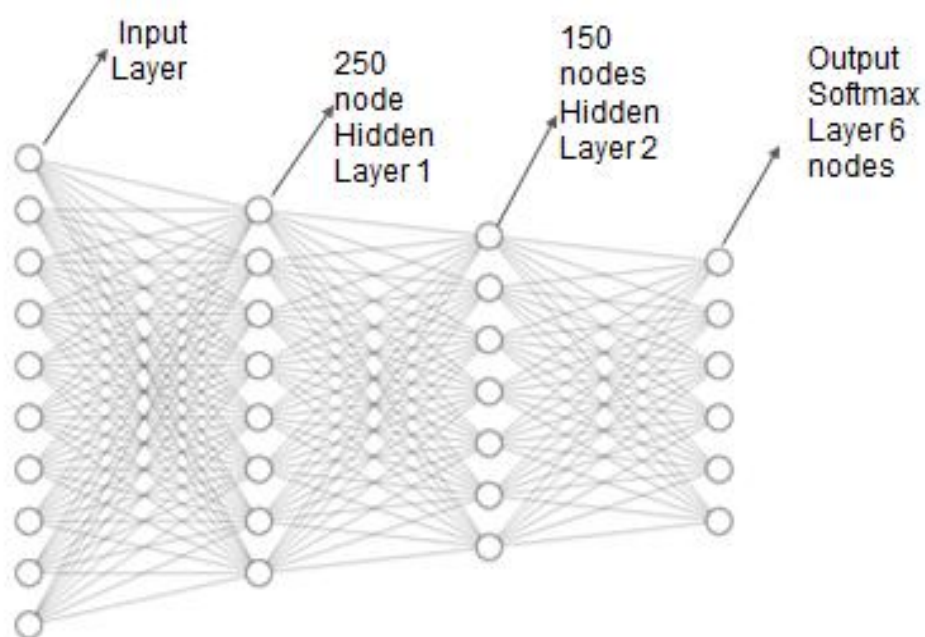 Input
Layer
250
node
Hidden
Layer 1
150
nodes
Hidden
Layer 2
Output
Softmax
Layer 6
nodes